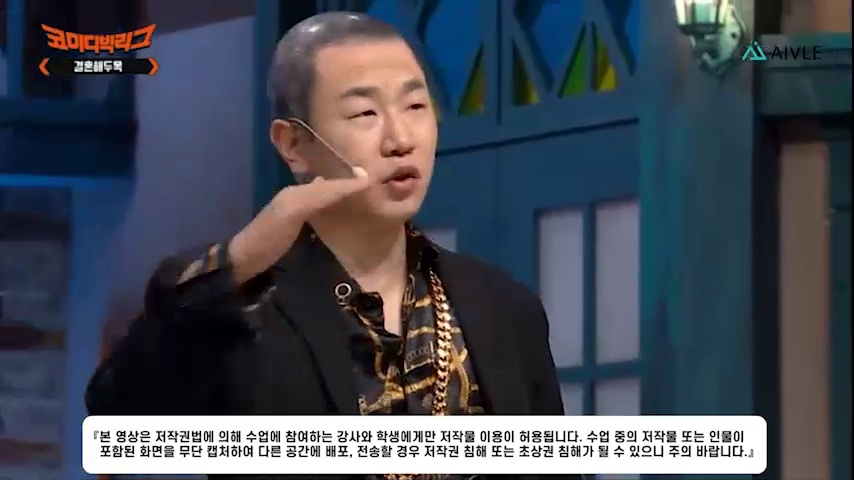 코미디빅리그
결혼해두목
AIVLE
『본 영상은 저작권법에 의해 수업에 참여하는 강사와 학생에게만 저작물 이용이 허용됩니다. 수업 중의 저작물 또는 인물이
포함된 화면을 무단 캡처하여 다른 공간에 배포, 전송할 경우 저작권 침해 또는 초상권 침해가 될 수 있으니 주의 바랍니다.』